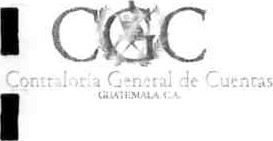 CGC
Contraloría General de Cuentas
GUATEMALA, C.A.